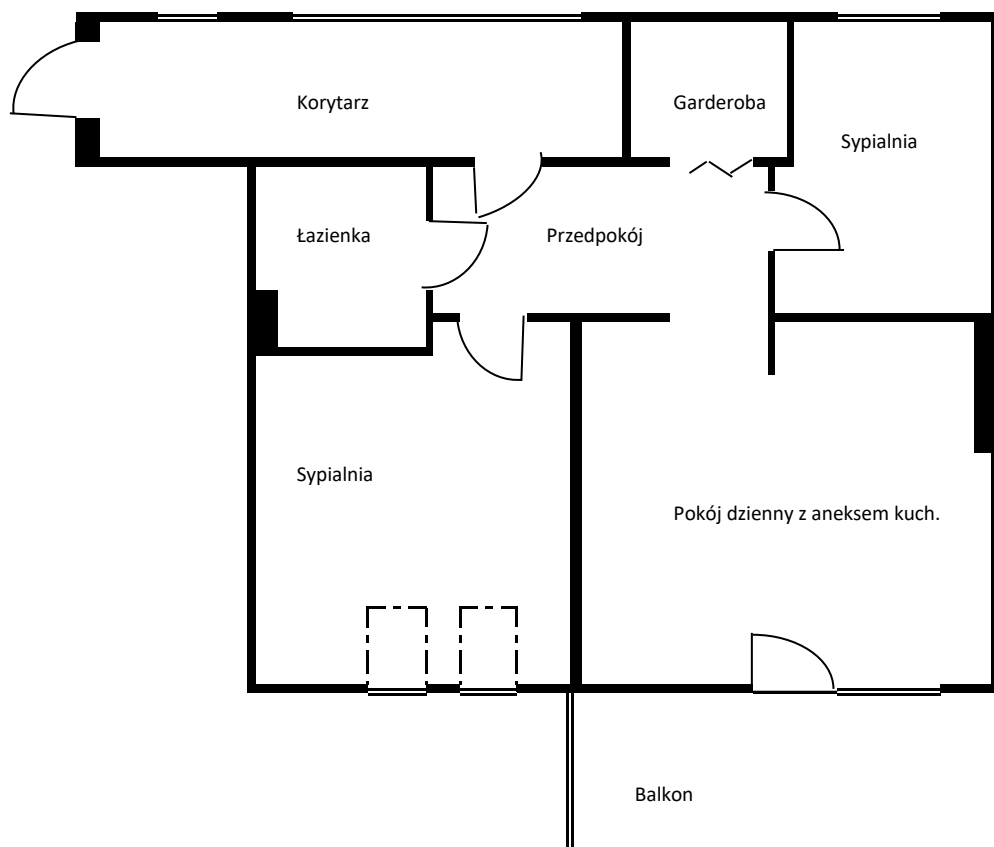 Korytarz
Garderoba
Sypialnia
Łazienka
Przedpokój
Sypialnia
Pokój dzienny z aneksem kuch.
Balkon